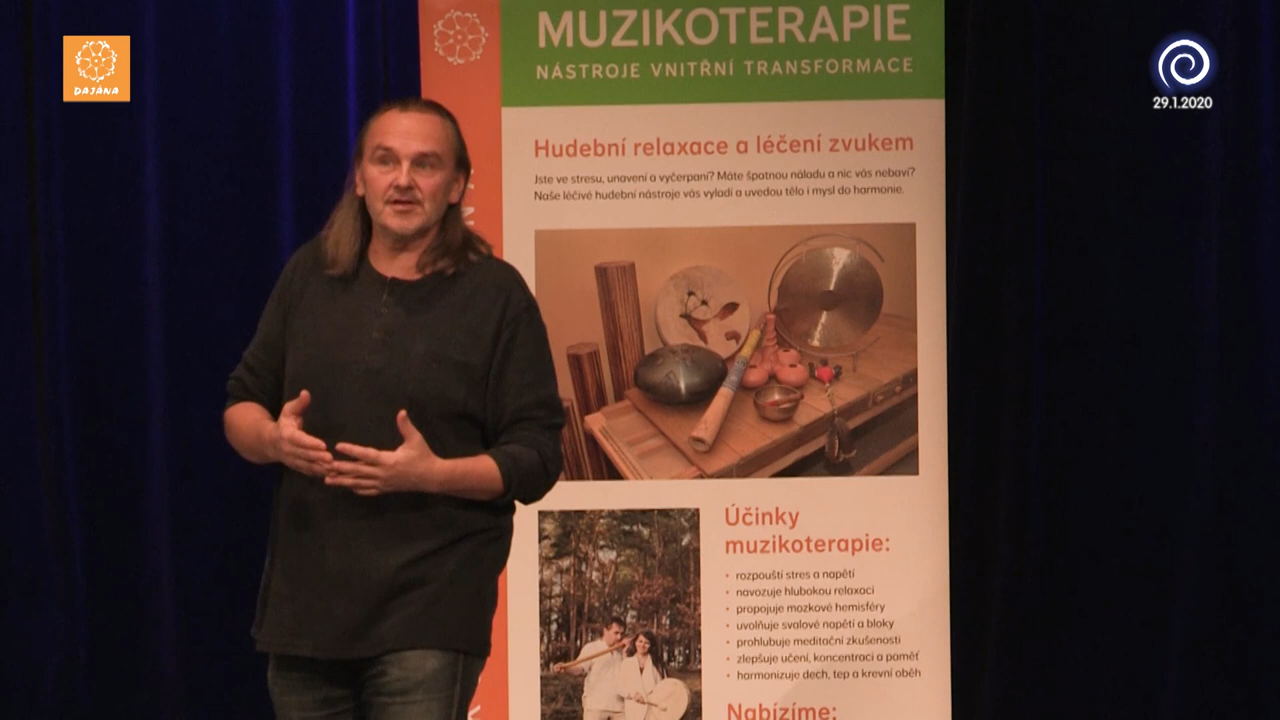 DAJÁNA
29.1.2020
MUZIKOTERAPIE
NÁSTROJE VNITŘNÍ TRANSFORMACE
Hudební relaxace a léčení zvukem
Jste ve stresu, unavení a vyčerpaní? Máte špatnou náladu a nic vás nebaví?
Naše léčivé hudební nástroje vás vyladí a uvedou tělo i mysl do harmonie.
Účinky
muzikoterapie:
• rozpouští stres a napětí
• navozuje hlubokou relaxaci
• propojuje mozkové hemisféry
• uvolňuje svalové napětí a bloky
• prohlubuje meditační zkušenosti
• zlepšuje učení, koncentraci a paměť
• harmonizuje dech, tep a krevní oběh
Nabízíme: